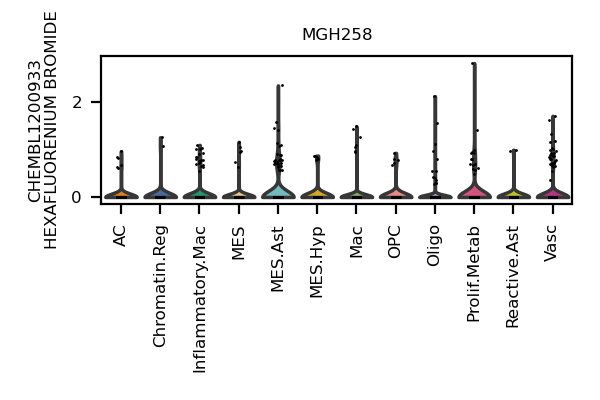 MGH258
CHEMBL1200933
HEXAFLUORENIUM BROMIDE
2
0
AC
Chromatin.Reg
Inflammatory.Mac
MES
MES.Ast
MES.Hyp
Mac
OPC
Oligo
Prolif.Metab
Reactive.Ast
Vasc